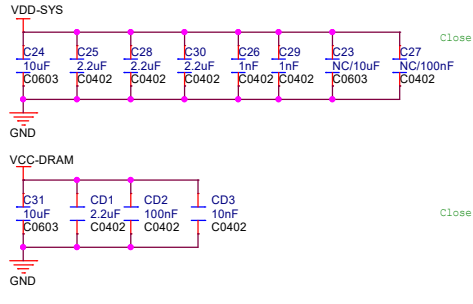 VDD-SYS
C24 C25 C28 C30 C26 C29 C23 C27 Close
10uF 2.2uF 2.2uF 2.2uF 1nF 1nF NC/10uF NC/100nF
C0603 C0402 C0402 C0402 C0402 C0402 C0603 C0402
GND
VCC-DRAM
C31 CD1 CD2 CD3 Close
10uF 2.2uF 100nF 10nF
C0603 C0402 C0402 C0402
GND